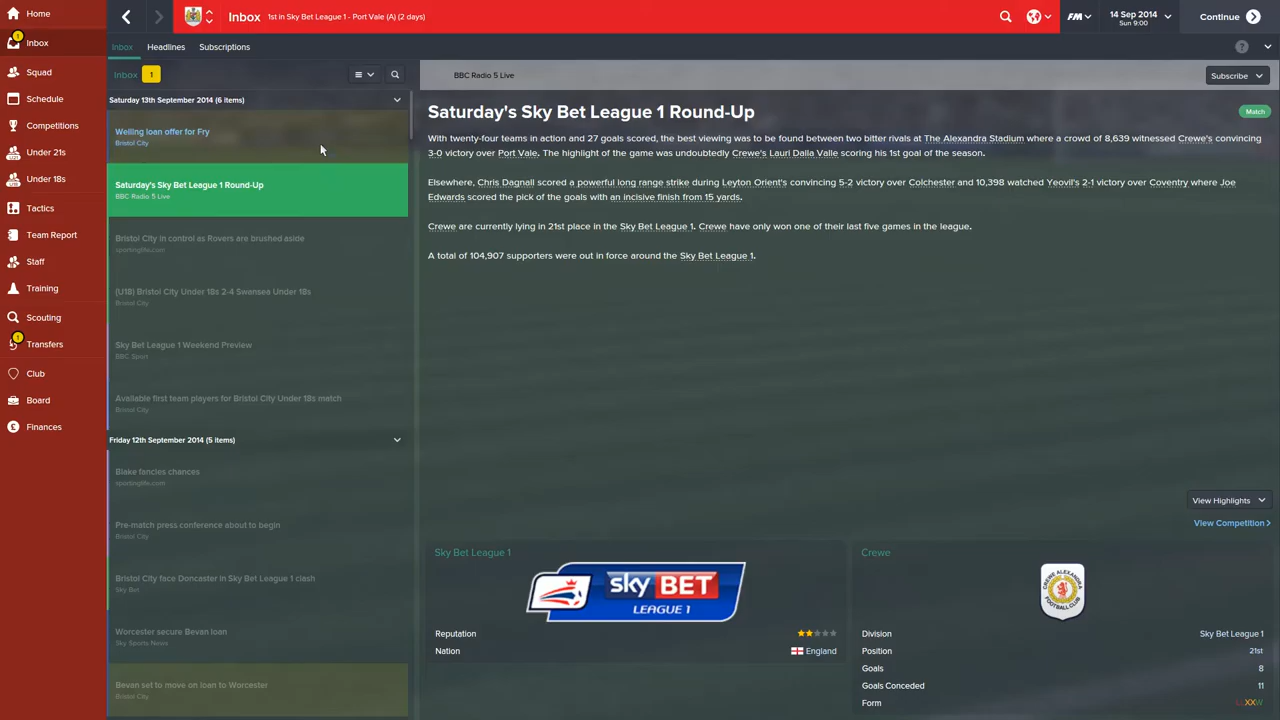 Home
1
Inbox
Squad
Schedule
Competitions
U21
Under 21s
U18
Under 18s
Tactics
Team Report
Staff
Training
Scouting
1
Transfers
Club
Board
Finances
Inbox
1st in Sky Bet League 1 - Port Vale (A) (2 days)
FM
14 Sep 2014
Sun 9:00
Continue
Inbox
Headlines
Subscriptions
?
Inbox
1
Saturday 13th September 2014 (6 items)
Welling loan offer for Fry
Bristol City
Saturday's Sky Bet League 1 Round-Up
BBC Radio 5 Live
Bristol City in control as Rovers are brushed aside
sportinglife.com
(U18) Bristol City Under 18s 2-4 Swansea Under 18s
Bristol City
Sky Bet League 1 Weekend Preview
BBC Sport
Available first team players for Bristol City Under 18s match
Bristol City
Friday 12th September 2014 (5 items)
Blake fancies chances
sportinglife.com
Pre-match press conference about to begin
Bristol City
Bristol City face Doncaster in Sky Bet League 1 clash
Sky Bet
Worcester secure Bevan loan
Sky Sports News
Bevan set to move on loan to Worcester
Bristol City
BBC Radio 5 Live
Subscribe
Saturday's Sky Bet League 1 Round-Up
Match
With twenty-four teams in action and 27 goals scored, the best viewing was to be found between two bitter rivals at The Alexandra Stadium where a crowd of 8,639 witnessed Crewe's convincing
3-0 victory over Port Vale. The highlight of the game was undoubtedly Crewe's Lauri Dalla Valle scoring his 1st goal of the season.
Elsewhere, Chris Dagnall scored a powerful long range strike during Leyton Orient's convincing 5-2 victory over Colchester and 10,398 watched Yeovil's 2-1 victory over Coventry where Joe
Edwards scored the pick of the goals with an incisive finish from 15 yards.
Crewe are currently lying in 21st place in the Sky Bet League 1. Crewe have only won one of their last five games in the league.
A total of 104,907 supporters were out in force around the Sky Bet League 1.
View Highlights
View Competition
Sky Bet League 1
sky BET
LEAGUE 1
Reputation
Nation
England
Crewe
CREWE ALEXANDRA
FOOTBALL CLUB
Division
Sky Bet League 1
Position
21st
Goals
8
Goals Conceded
11
Form
LLXXW